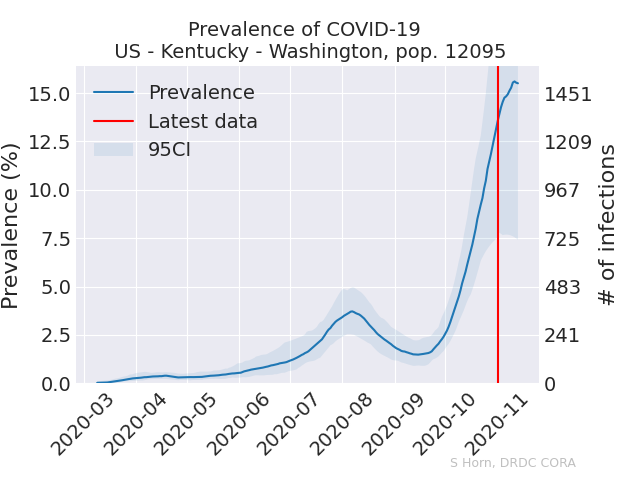 Prevalence of COVID-19
US - Kentucky - Washington, pop. 12095
Prevalence
Latest data
95CI
Prevalence (%)
15.0
12.5
10.0
7.5
5.0
2.5
0.0
1451
1209
967
725
483
241
0
# of infections
2020-03
2020-04
2020-05
2020-06
2020-07
2020-08
2020-09
2020-10
2020-11
S Horn, DRDC CORA